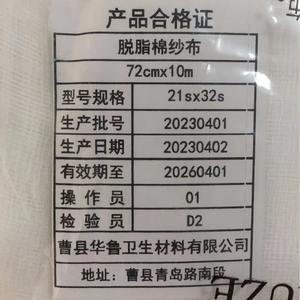 产品合格证
脱脂棉纱布
72cmx10m
型号规格 21sx32s
生产批号 20230401
生产日期 20230402
有效期至 20260401
操作员 01
检验员 D2
曹县华鲁卫生材料有限公司
地址：曹县青岛路南段